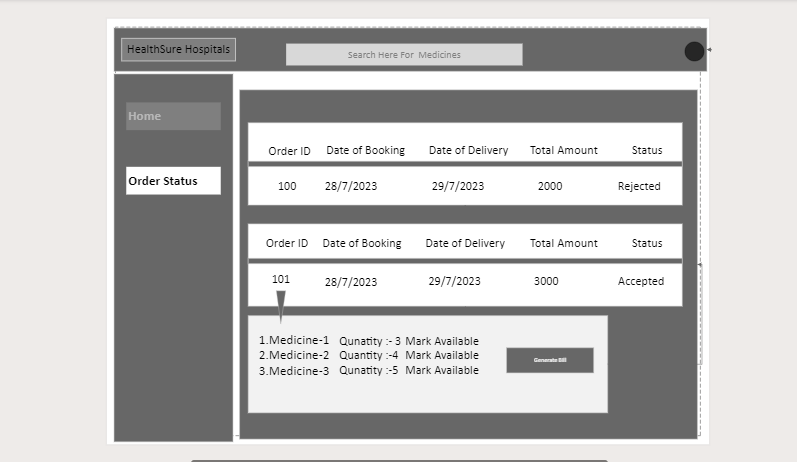 HealthSure Hospitals
Search Here For Medicines
Home
Order Status
Order ID Date of Booking Date of Delivery Total Amount Status
100 28/7/2023 29/7/2023 2000 Rejected
Order ID Date of Booking Date of Delivery Total Amount Status
101 28/7/2023 29/7/2023 3000 Accepted
1.Medicine-1 Qunatity :- 3 Mark Available
2.Medicine-2 Quantity :-4 Mark Available
3.Medicine-3 Qunatity :-5 Mark Available
Generate Bill